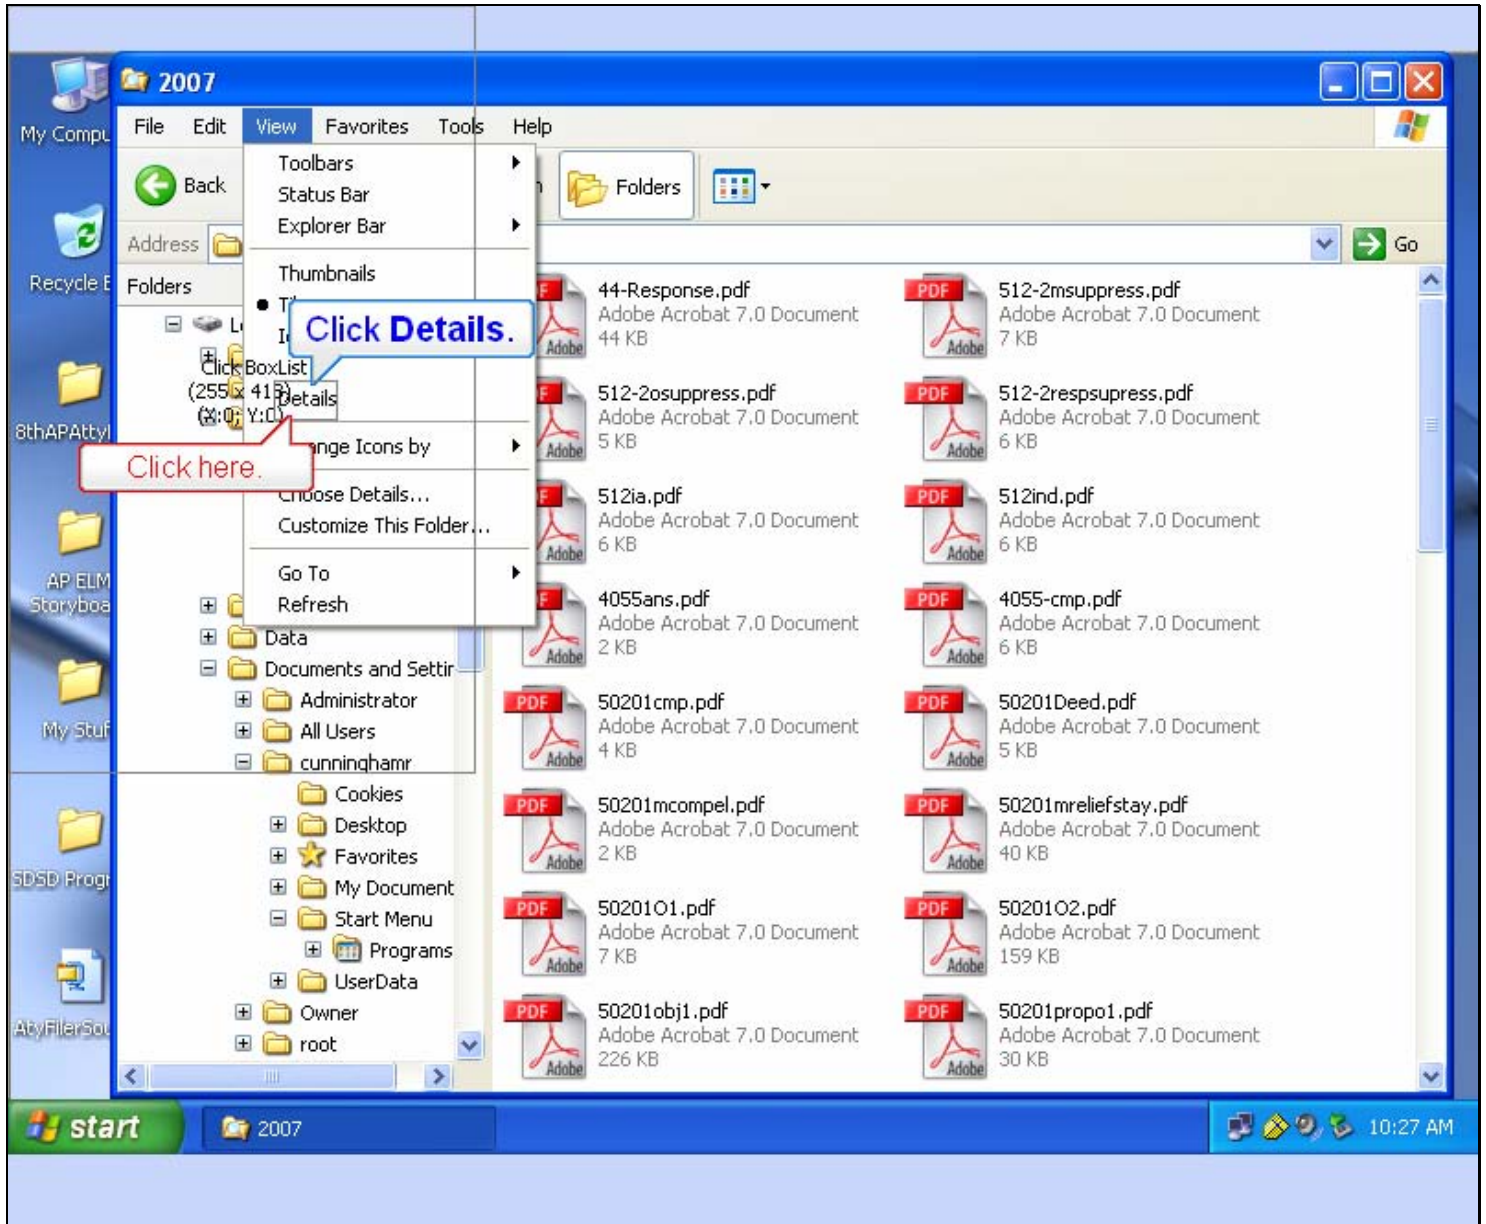 2007
File Edit View Favorites Tools Help
Back
Folders
Address
Go
Toolbars
Status Bar
Explorer Bar
Thumbnails
Click Details.
Click BoxList
(255 x 413)
Details
(X:0; Y:0)
Click here.
Icons by
Choose Details...
Customize This Folder...
Go To
Refresh
Folders
Data
Documents and Settin
Administrator
All Users
cunninghamr
Cookies
Desktop
Favorites
My Document
Start Menu
Programs
UserData
Owner
root
44-Response.pdf
Adobe Acrobat 7.0 Document
44 KB
512-2msuppress.pdf
Adobe Acrobat 7.0 Document
7 KB
512-2osuppress.pdf
Adobe Acrobat 7.0 Document
5 KB
512-2respsupress.pdf
Adobe Acrobat 7.0 Document
6 KB
512ia.pdf
Adobe Acrobat 7.0 Document
6 KB
512ind.pdf
Adobe Acrobat 7.0 Document
6 KB
4055ans.pdf
Adobe Acrobat 7.0 Document
2 KB
4055-cmp.pdf
Adobe Acrobat 7.0 Document
6 KB
50201cmp.pdf
Adobe Acrobat 7.0 Document
4 KB
50201Deed.pdf
Adobe Acrobat 7.0 Document
5 KB
50201mcompel.pdf
Adobe Acrobat 7.0 Document
2 KB
50201mreliefstay.pdf
Adobe Acrobat 7.0 Document
40 KB
50201O1.pdf
Adobe Acrobat 7.0 Document
7 KB
50201O2.pdf
Adobe Acrobat 7.0 Document
159 KB
50201obj1.pdf
Adobe Acrobat 7.0 Document
226 KB
50201propo1.pdf
Adobe Acrobat 7.0 Document
30 KB
My Compu
Recycle B
8thAPAtty
AP ELM
Storyboa
My Stuf
SDSD Progr
AtyFilerSou
start
2007
10:27 AM